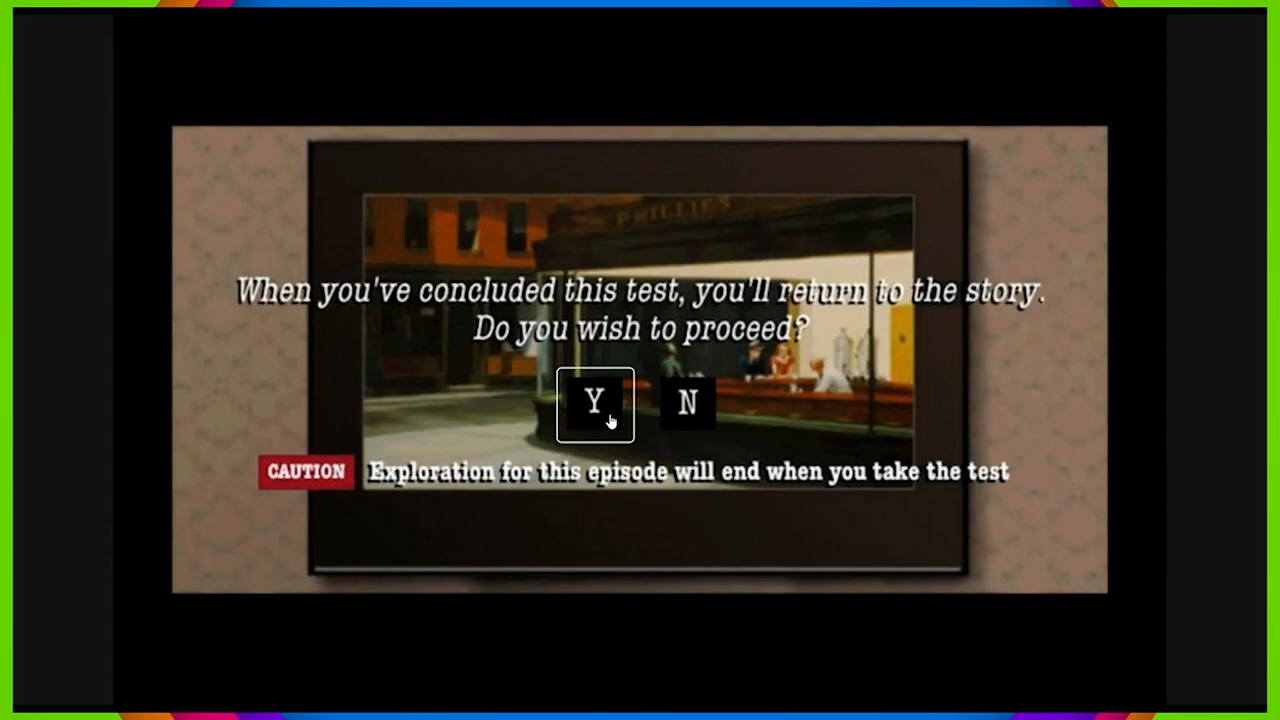 PHILLIES
When you've concluded this test, you'll return to the story.
Do you wish to proceed?
Y N
CAUTION Exploration for this episode will end when you take the test